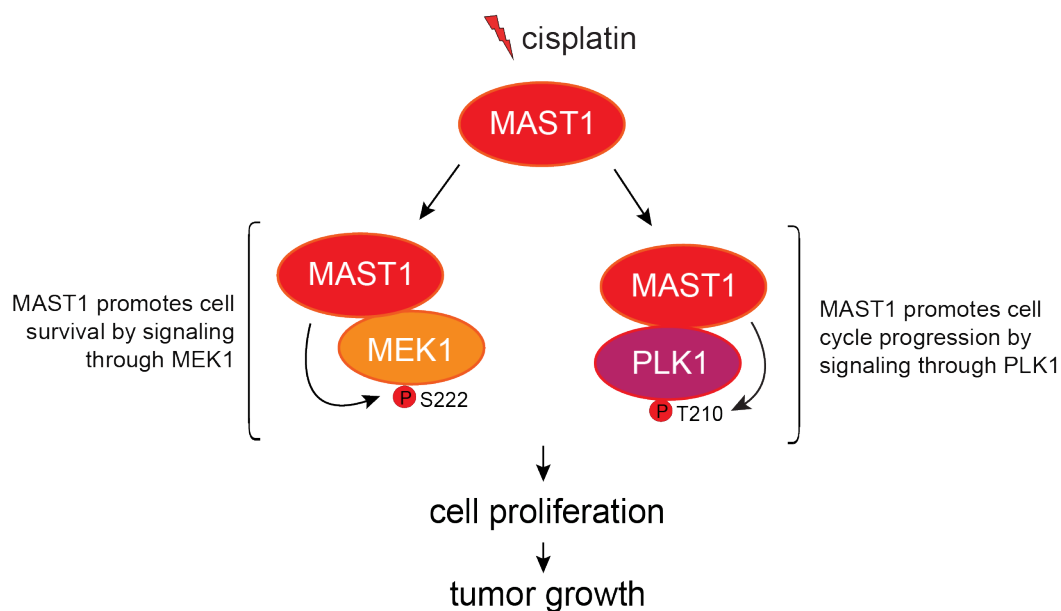 cisplatin
MAST1
MAST1 promotes cell
survival by signaling
through MEK1
MAST1
MEK1
P S222
MAST1
PLK1
P T210
MAST1 promotes cell
cycle progression by
signaling through PLK1
cell proliferation
tumor growth